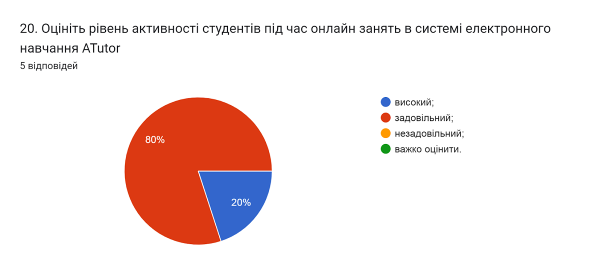 20. Оцініть рівень активності студентів під час онлайн занять в системі електронного
навчання ATutor
5 відповідей
80%
20%
високий;
задовільний;
незадовільний;
важко оцінити.